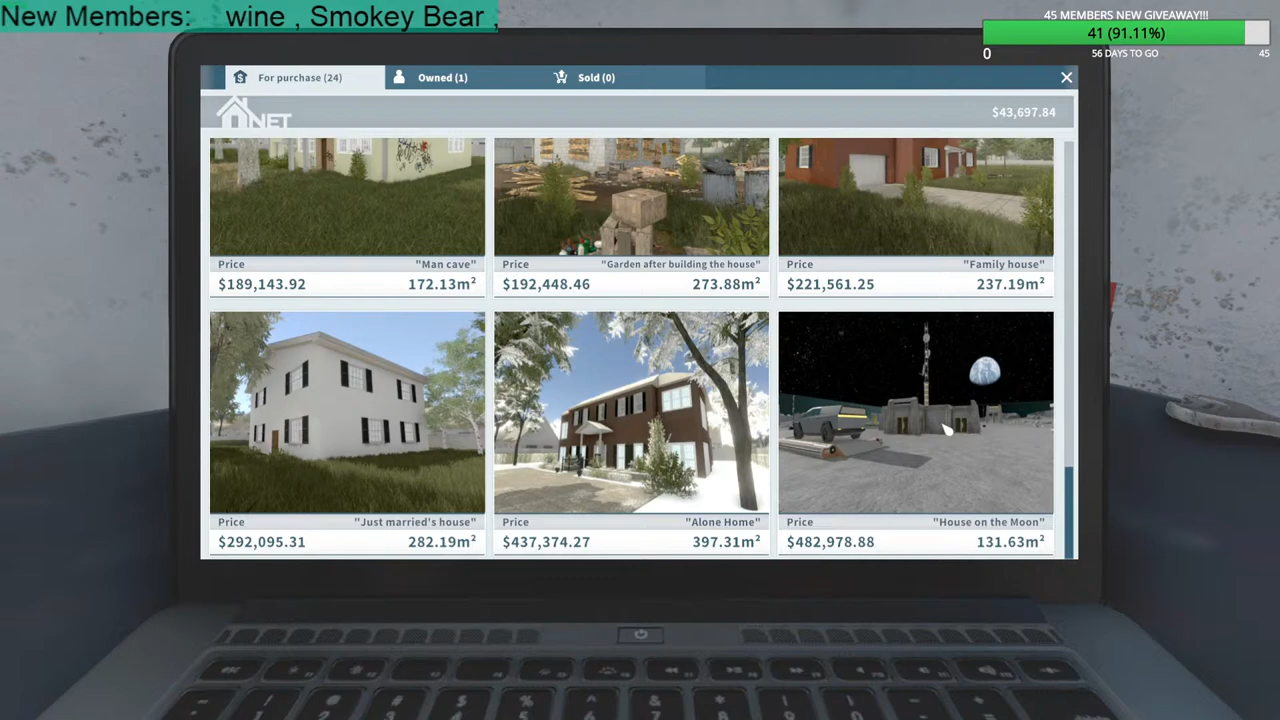 New Members: wine , Smokey Bear ,
45 MEMBERS NEW GIVEAWAY!!!
41 (91.11%)
0 56 DAYS TO GO 45
For purchase (24) Owned (1) Sold (0)
NET $43,697.84
Price "Man cave"
$189,143.92 172.13m²
Price "Garden after building the house"
$192,448.46 273.88m²
Price "Family house"
$221,561.25 237.19m²
Price "Just married's house"
$292,095.31 282.19m²
Price "Alone Home"
$437,374.27 397.31m²
Price "House on the Moon"
$482,978.88 131.63m²